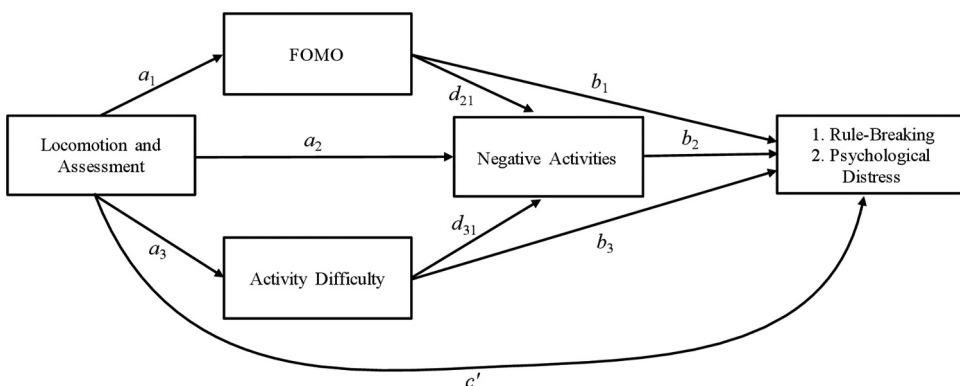 FOMO
a1
d21
b1
Locomotion and
Assessment
a2
Negative Activities
b2
1. Rule-Breaking
2. Psychological
Distress
a3
d31
b3
Activity Difficulty
c′